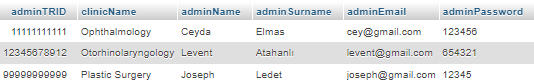 adminTRID clinicName adminName adminSurname adminEmail adminPassword
11111111111 Ophthalmology Ceyda Elmas cey@gmail.com 123456
12345678912 Otorhinolaryngology Levent Atahanlı levent@gmail.com 654321
99999999999 Plastic Surgery Joseph Ledet joseph@gmail.com 12345